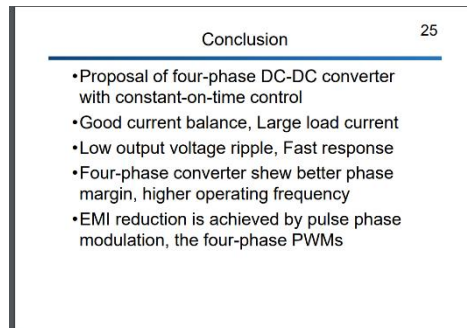 25
Conclusion
•Proposal of four-phase DC-DC converter
with constant-on-time control
•Good current balance, Large load current
•Low output voltage ripple, Fast response
•Four-phase converter shew better phase
margin, higher operating frequency
•EMI reduction is achieved by pulse phase
modulation, the four-phase PWMs